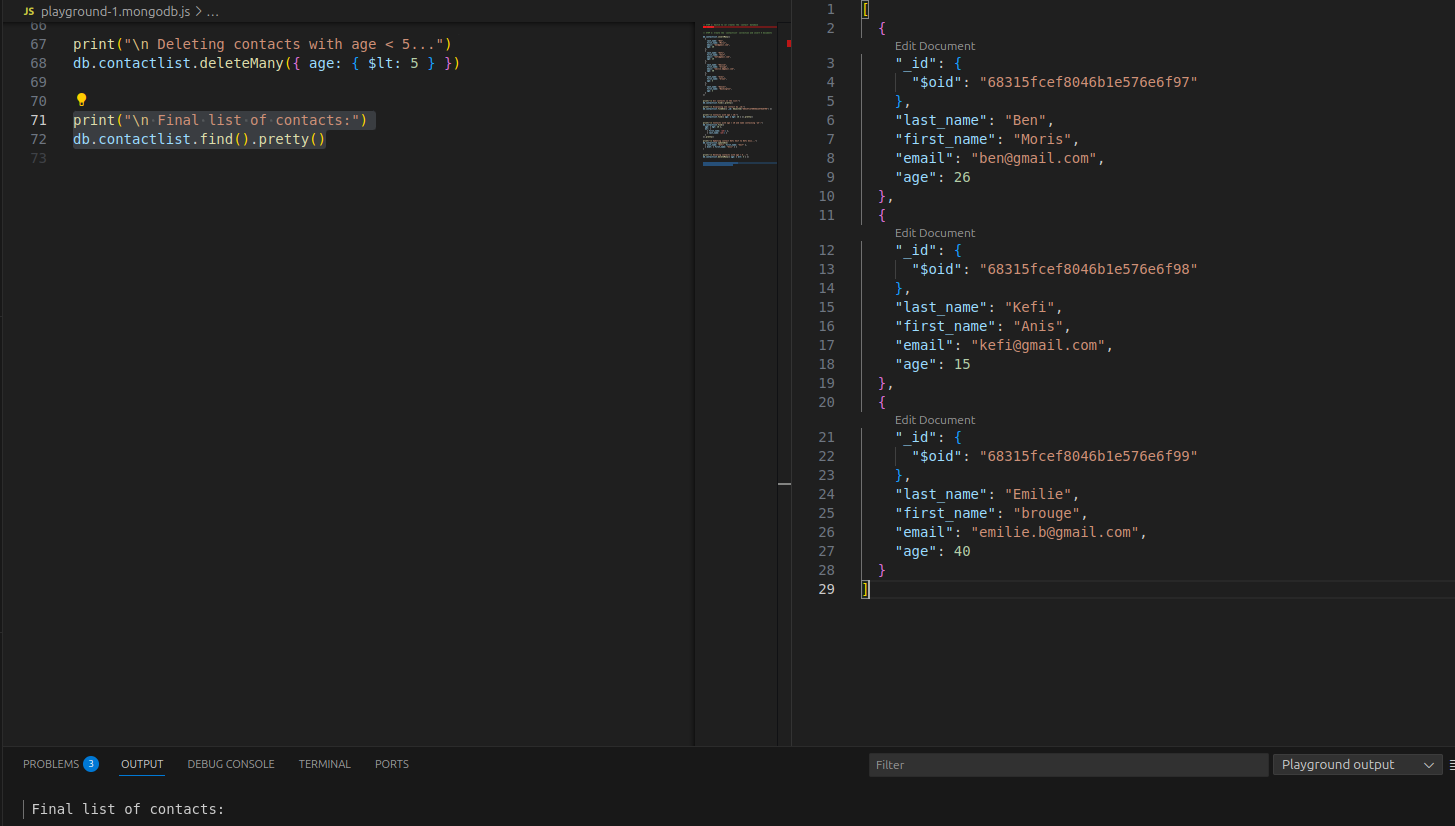 JS playground-1.mongodb.js > ...
66
67 print("\n Deleting contacts with age < 5...")
68 db.contactlist.deleteMany({ age: { $lt: 5 } })
69
70
71 print("\n·Final·list·of·contacts:")
72 db.contactlist.find().pretty()
73
1 [
2 {
Edit Document
3 "_id": {
4 "$oid": "68315fcef8046b1e576e6f97"
5 },
6 "last_name": "Ben",
7 "first_name": "Moris",
8 "email": "ben@gmail.com",
9 "age": 26
10 },
11 {
Edit Document
12 "_id": {
13 "$oid": "68315fcef8046b1e576e6f98"
14 },
15 "last_name": "Kefi",
16 "first_name": "Anis",
17 "email": "kefi@gmail.com",
18 "age": 15
19 },
20 {
Edit Document
21 "_id": {
22 "$oid": "68315fcef8046b1e576e6f99"
23 },
24 "last_name": "Emilie",
25 "first_name": "brouge",
26 "email": "emilie.b@gmail.com",
27 "age": 40
28 }
29 ]
PROBLEMS 3 OUTPUT DEBUG CONSOLE TERMINAL PORTS Filter Playground output
Final list of contacts: